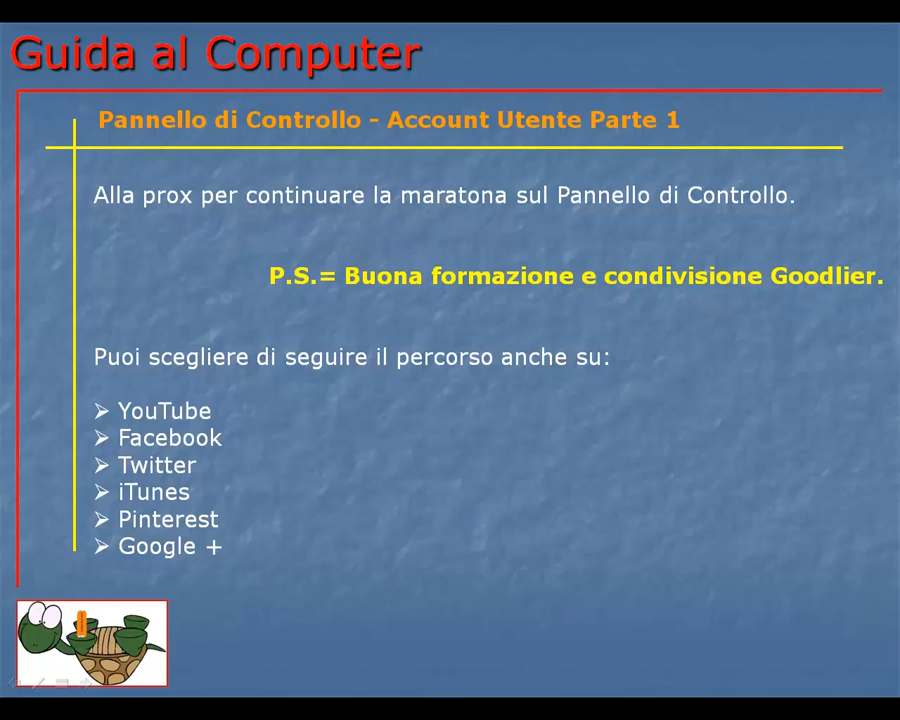 Guida al Computer
Pannello di Controllo - Account Utente Parte 1
Alla prox per continuare la maratona sul Pannello di Controllo.
P.S.= Buona formazione e condivisione Goodlier.
Puoi scegliere di seguire il percorso anche su:
➢ YouTube
➢ Facebook
➢ Twitter
➢ iTunes
➢ Pinterest
➢ Google +